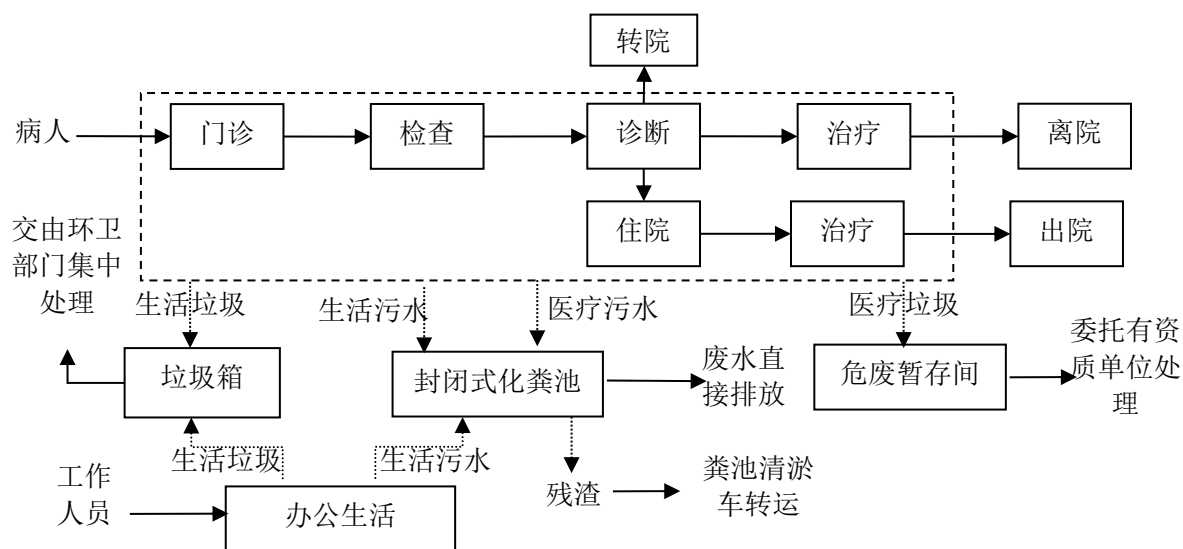 转院
病人
门诊
检查
诊断
治疗
离院
住院
治疗
出院
交由环卫
部门集中
处理
生活垃圾
生活污水
医疗污水
医疗垃圾
垃圾箱
封闭式化粪池
废水直
接排放
危废暂存间
委托有资
质单位处
理
生活垃圾
生活污水
工作
人员
办公生活
残渣
粪池清淤
车转运